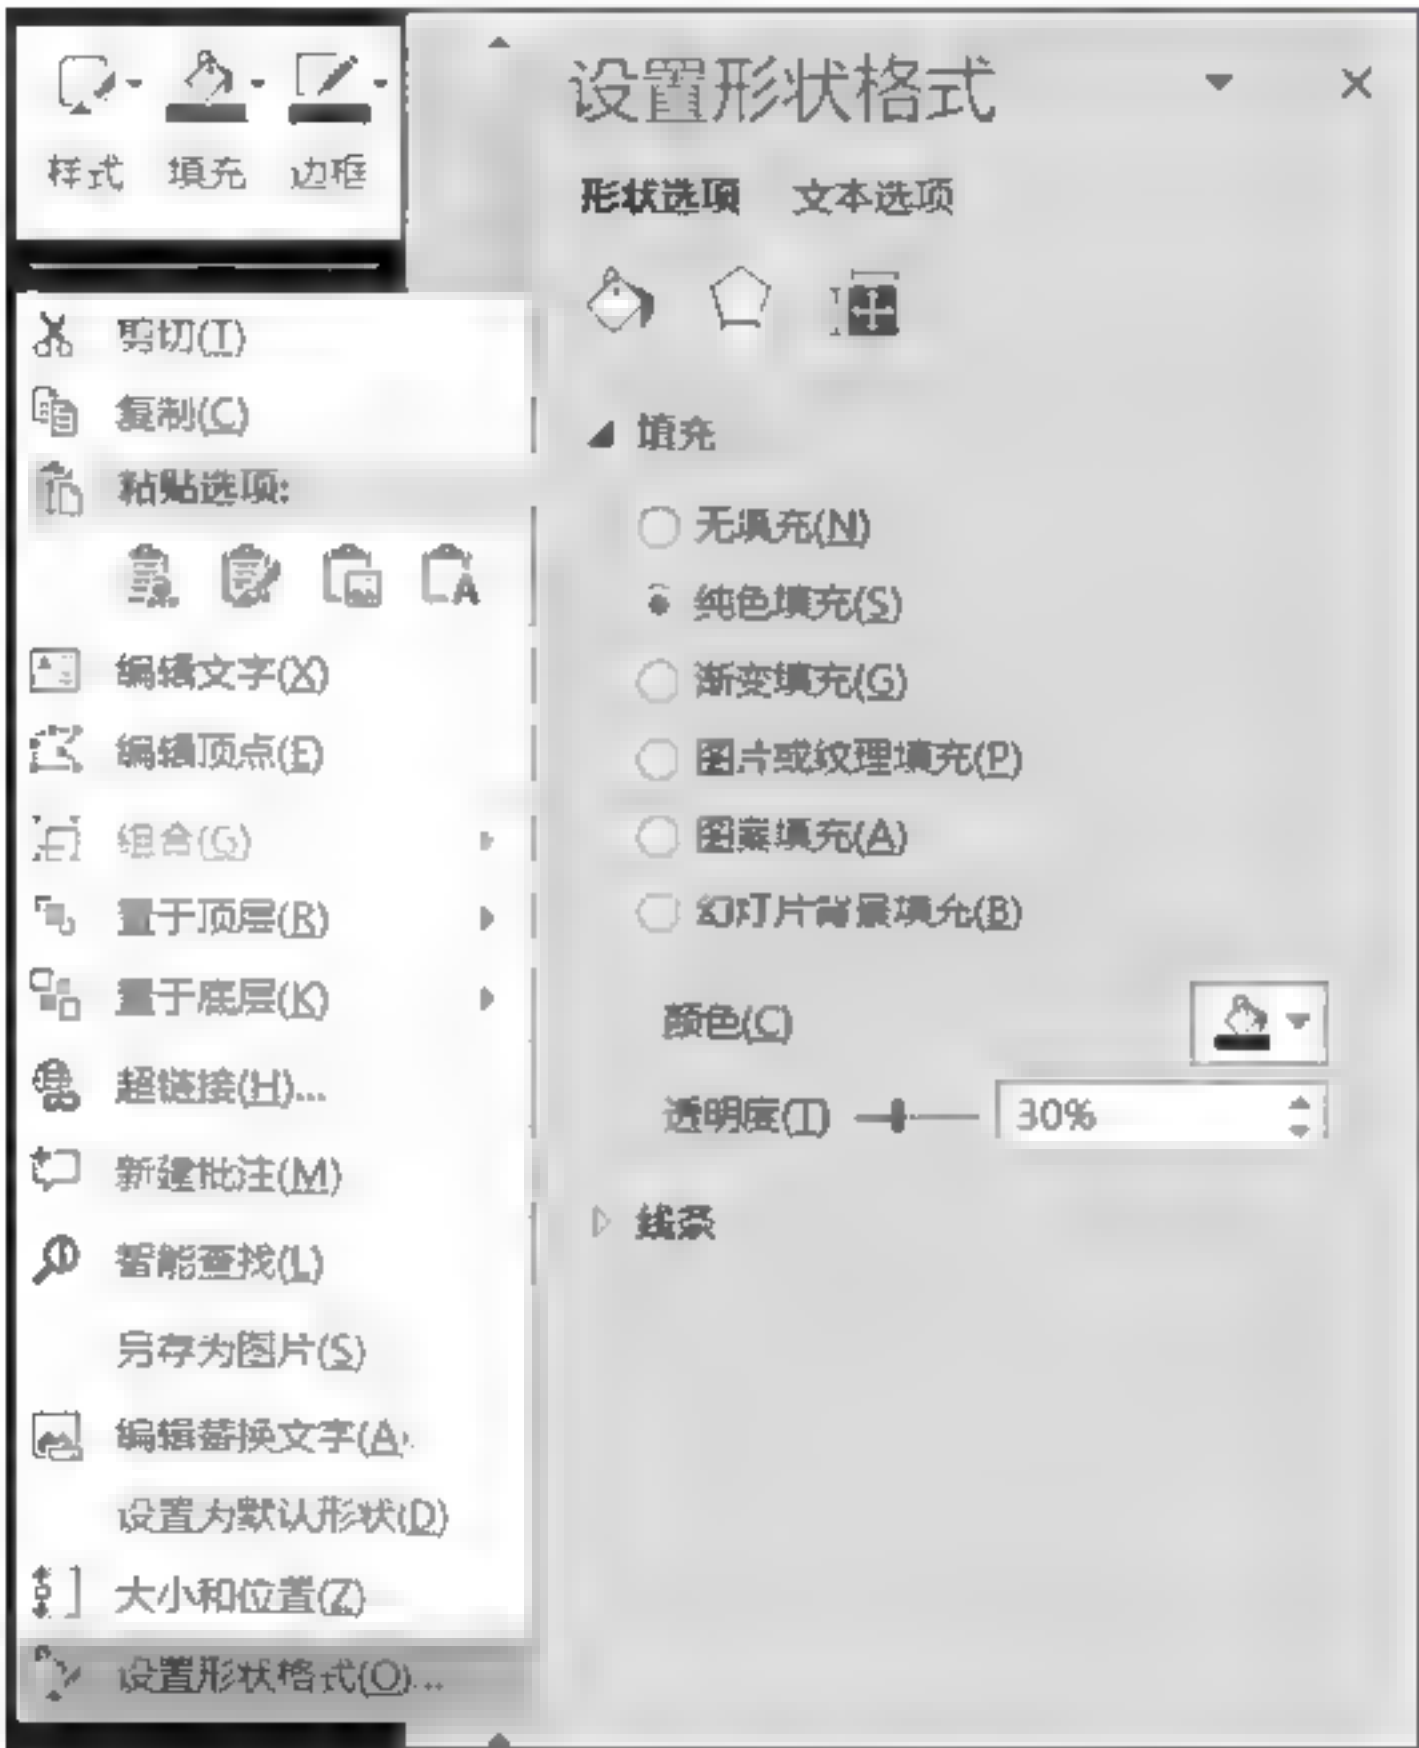 样式 填充 边框
剪切(T)
复制(C)
粘贴选项:
编辑文字(X)
编辑顶点(E)
组合(G)
置于顶层(R)
置于底层(K)
超链接(H)...
新建批注(M)
智能查找(L)
另存为图片(S)
编辑替换文字(A)
设置为默认形状(D)
大小和位置(Z)
设置形状格式(O)...
设置形状格式
形状选项 文本选项
填充
无填充(N)
纯色填充(S)
渐变填充(G)
图片或纹理填充(P)
图案填充(A)
幻灯片背景填充(B)
颜色(C)
透明度(T) 30%
线条